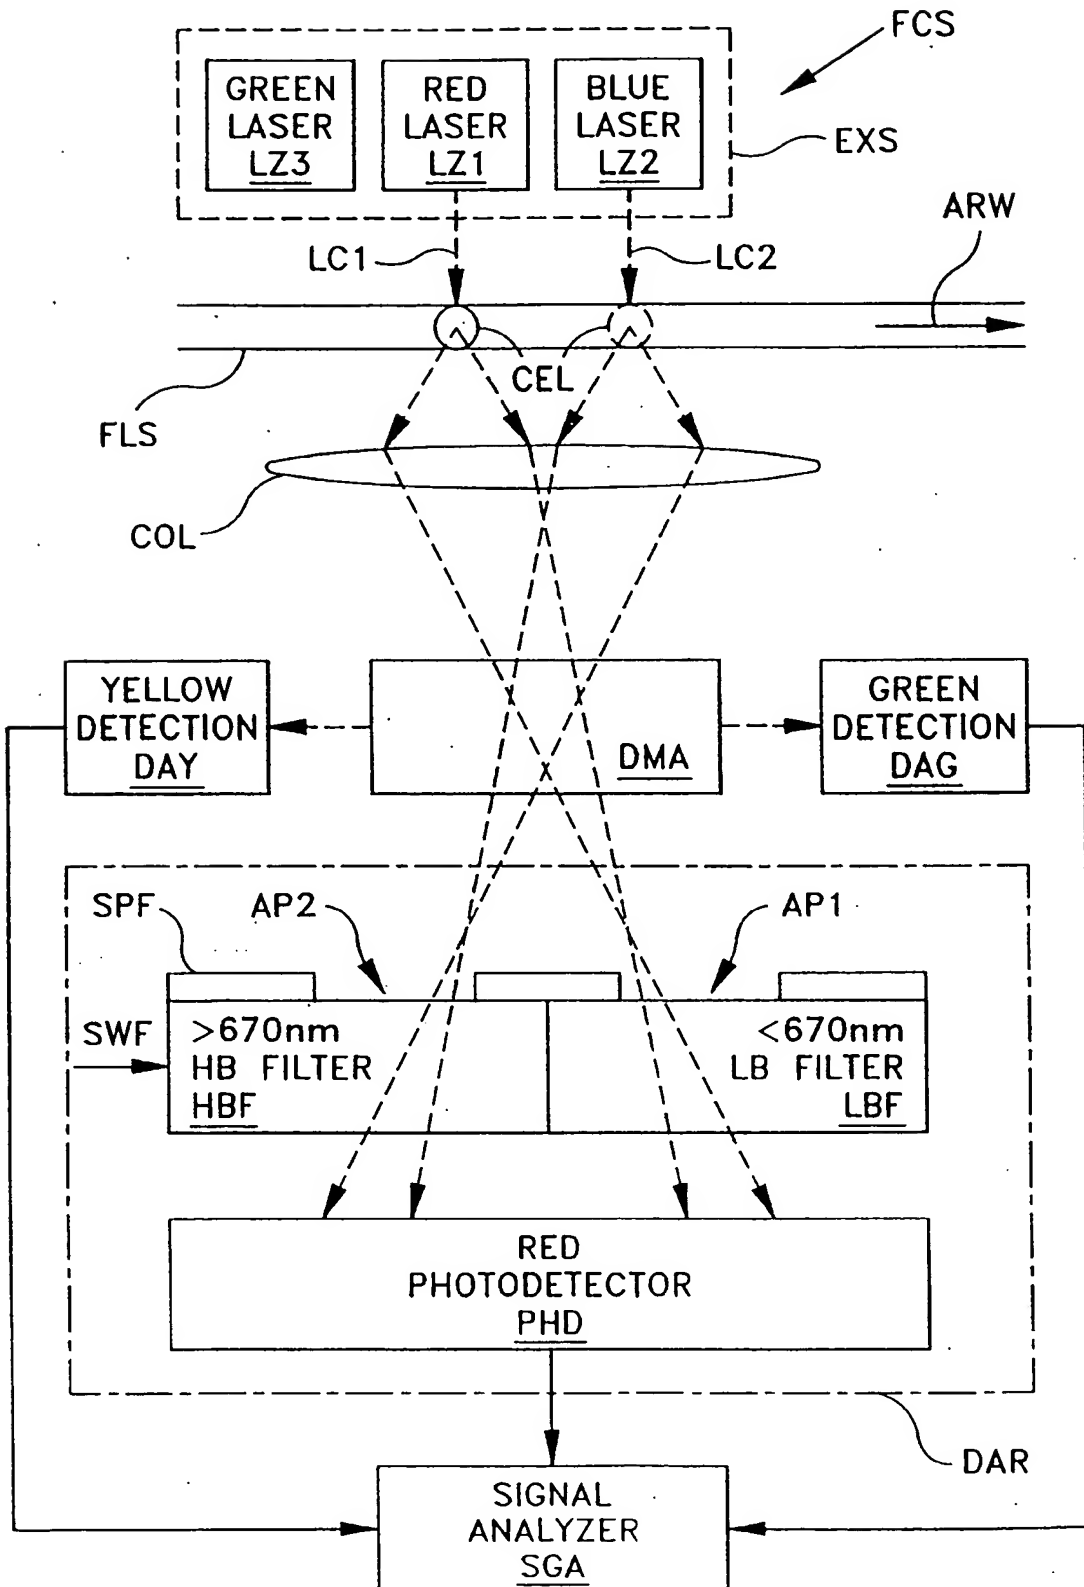 FCS
GREEN
LASER
LZ3
RED
LASER
LZ1
BLUE
LASER
LZ2
EXS
ARW
LC1
LC2
CEL
FLS
COL
YELLOW
DETECTION
DAY
DMA
GREEN
DETECTION
DAG
SPF
AP2
AP1
SWF
>670nm
HB FILTER
HBF
<670nm
LB FILTER
LBF
RED
PHOTODETECTOR
PHD
DAR
SIGNAL
ANALYZER
SGA